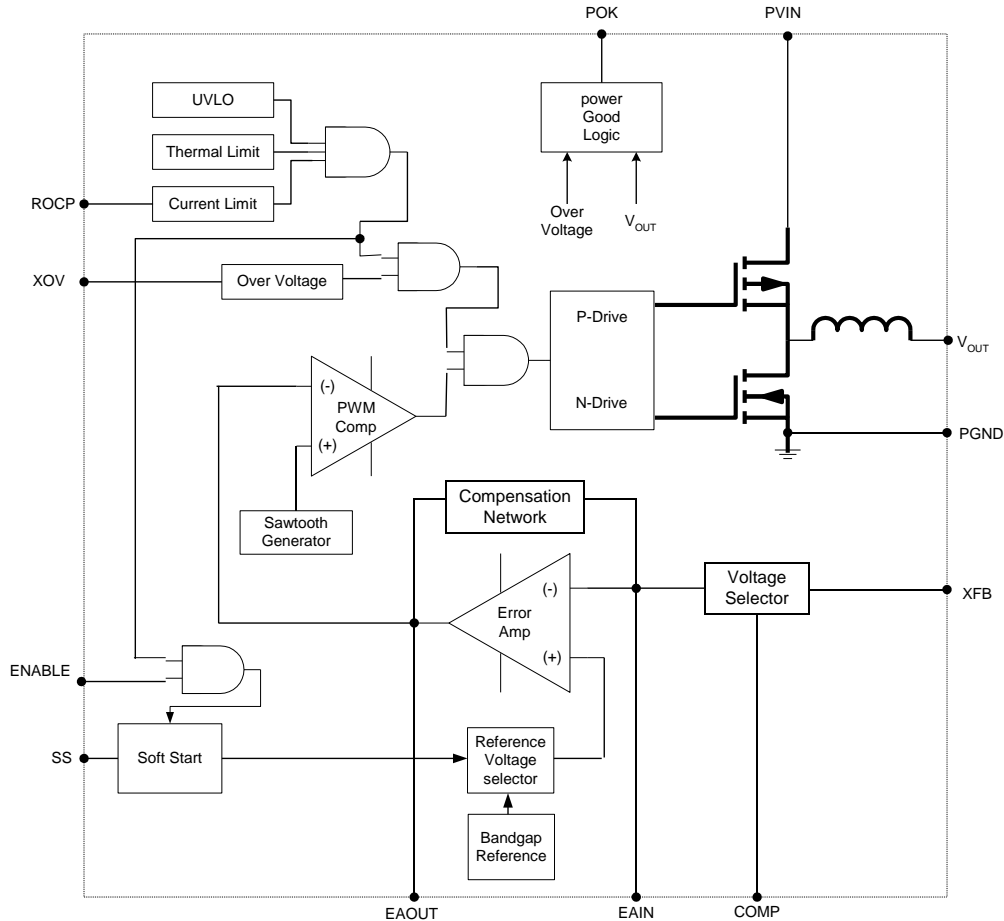 POK
PVIN
UVLO
power
Good
Logic
Thermal Limit
ROCP
Current Limit
Over
Voltage
VOUT
XOV
Over Voltage
P-Drive
VOUT
(-)
PWM
Comp
N-Drive
(+)
PGND
Compensation
Network
Sawtooth
Generator
Voltage
Selector
(-)
XFB
Error
Amp
(+)
ENABLE
SS
Soft Start
Reference
Voltage
selector
Bandgap
Reference
EAOUT
EAIN
COMP